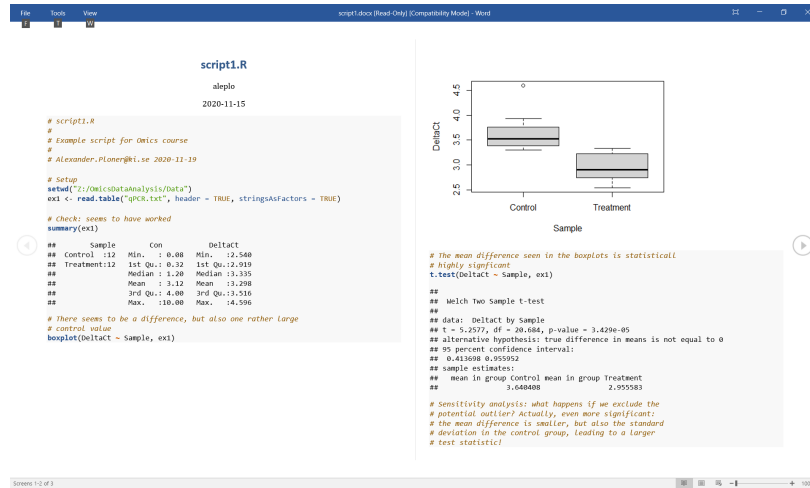 File Tools View script1.docx [Read-Only] [Compatibility Mode] - Word
F T W
script1.R
aleplo
2020-11-15
# script1.R
#
# Example script for Omics course
#
# Alexander.Ploner@ki.se 2020-11-19
# Setup
setwd("Z:/OmicsDataAnalysis/Data")
ex1 <- read.table("qPCR.txt", header = TRUE, stringsAsFactors = TRUE)
# Check: seems to have worked
summary(ex1)
## Sample Con DeltaCt
## Control :12 Min. : 0.08 Min. :2.540
## Treatment:12 1st Qu.: 0.32 1st Qu.:2.919
## Median : 1.20 Median :3.335
## Mean : 3.12 Mean :3.298
## 3rd Qu.: 4.00 3rd Qu.:3.516
## Max. :10.00 Max. :4.596
# There seems to be a difference, but also one rather large
# control value
boxplot(DeltaCt ~ Sample, ex1)
DeltaCt
4.5
4.0
3.5
3.0
2.5
Control Treatment
Sample
# The mean difference seen in the boxplots is statisticall
# highly signficant
t.test(DeltaCt ~ Sample, ex1)
##
## Welch Two Sample t-test
##
## data: DeltaCt by Sample
## t = 5.2577, df = 20.684, p-value = 3.429e-05
## alternative hypothesis: true difference in means is not equal to 0
## 95 percent confidence interval:
## 0.413698 0.955952
## sample estimates:
## mean in group Control mean in group Treatment
## 3.640408 2.955583
# Sensitivity analysis: what happens if we exclude the
# potential outlier? Actually, even more significant:
# the mean difference is smaller, but also the standard
# deviation in the control group, leading to a larger
# test statistic!
Screens 1-2 of 3